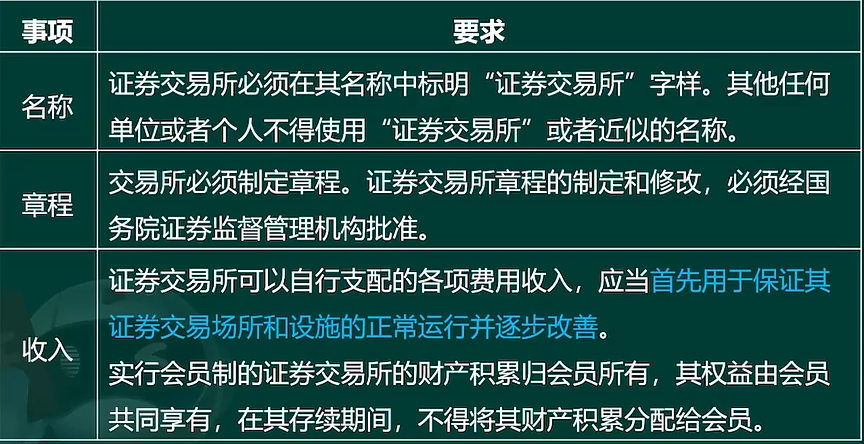 事项 要求
名称
证券交易所必须在其名称中标明“证券交易所”字样。其他任何
单位或者个人不得使用“证券交易所”或者近似的名称。
章程
交易所必须制定章程。证券交易所章程的制定和修改，必须经国
务院证券监督管理机构批准。
收入
证券交易所可以自行支配的各项费用收入，应当首先用于保证其
证券交易场所和设施的正常运行并逐步改善。
实行会员制的证券交易所的财产积累归会员所有，其权益由会员
共同享有，在其存续期间，不得将其财产积累分配给会员。